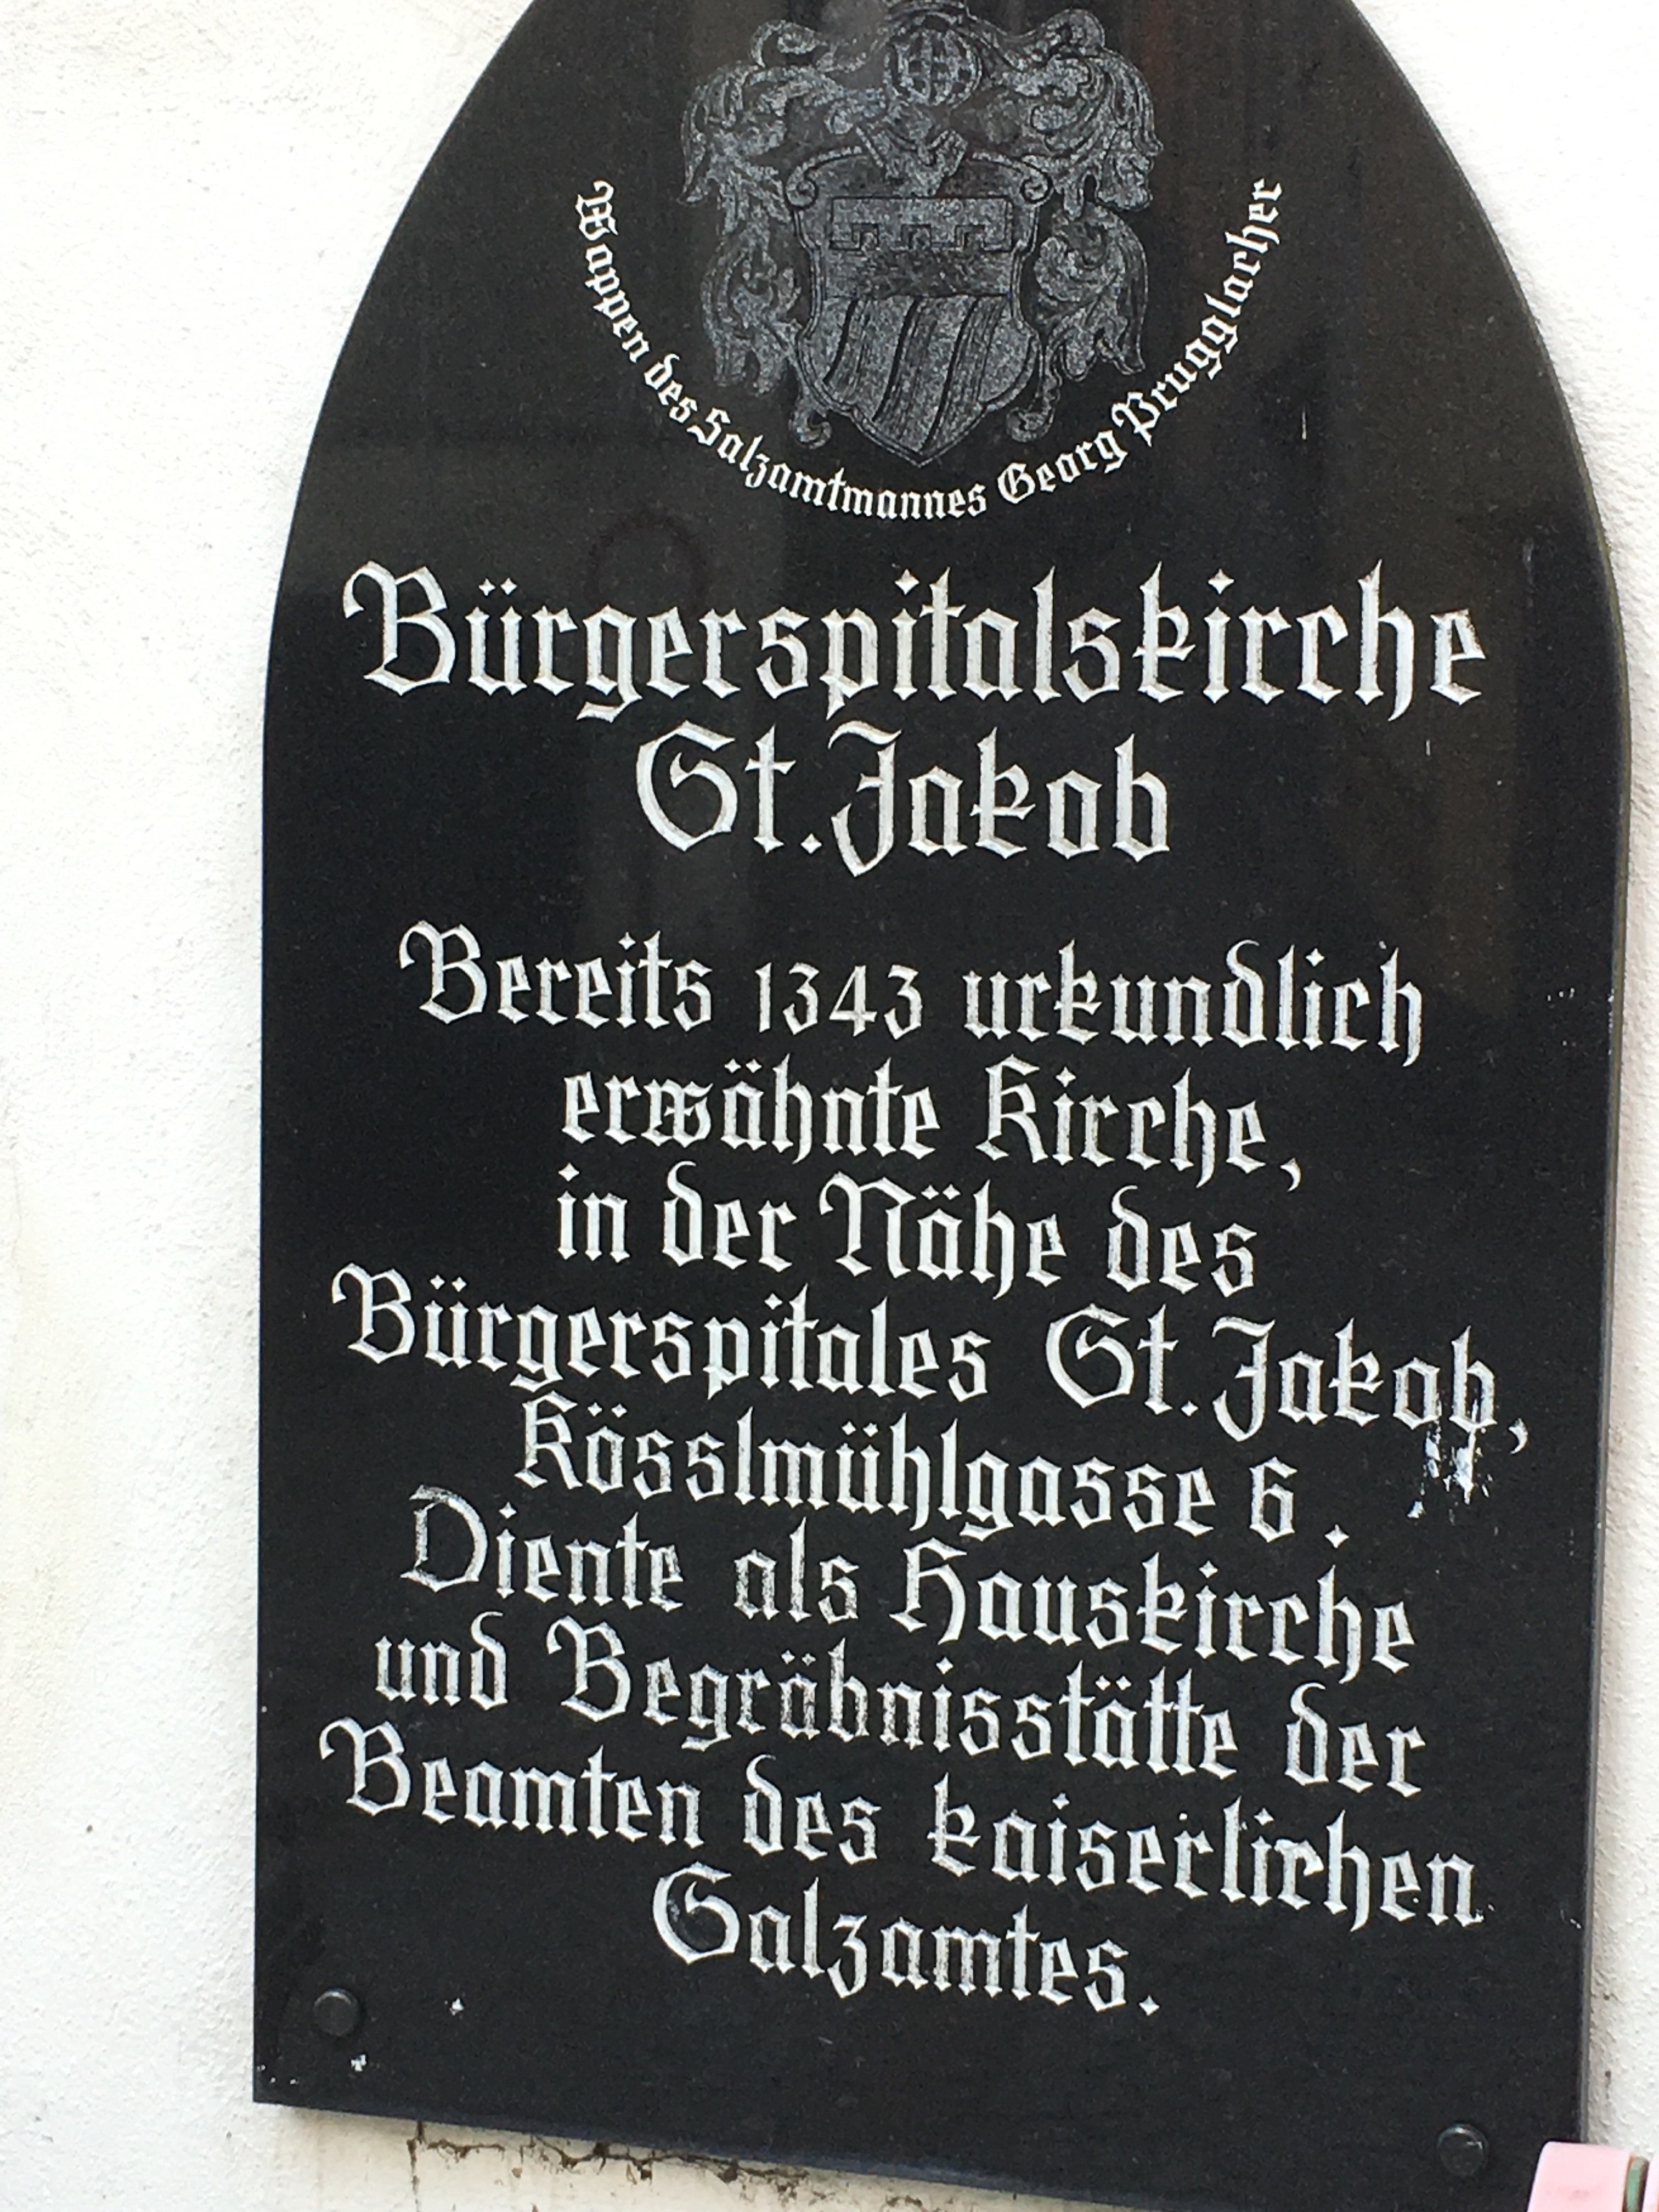 Wappen des Salzamtmannes Georg Prugglacher
Bürgerspitalskirche
St. Jakob
Bereits 1343 urkundlich
erwähnte Kirche,
in der Nähe des
Bürgerspitales St. Jakob,
Kösslmühlgasse 6.
Diente als Hauskirche
und Begräbnisstätte der
Beamten des kaiserlichen
Salzamtes.